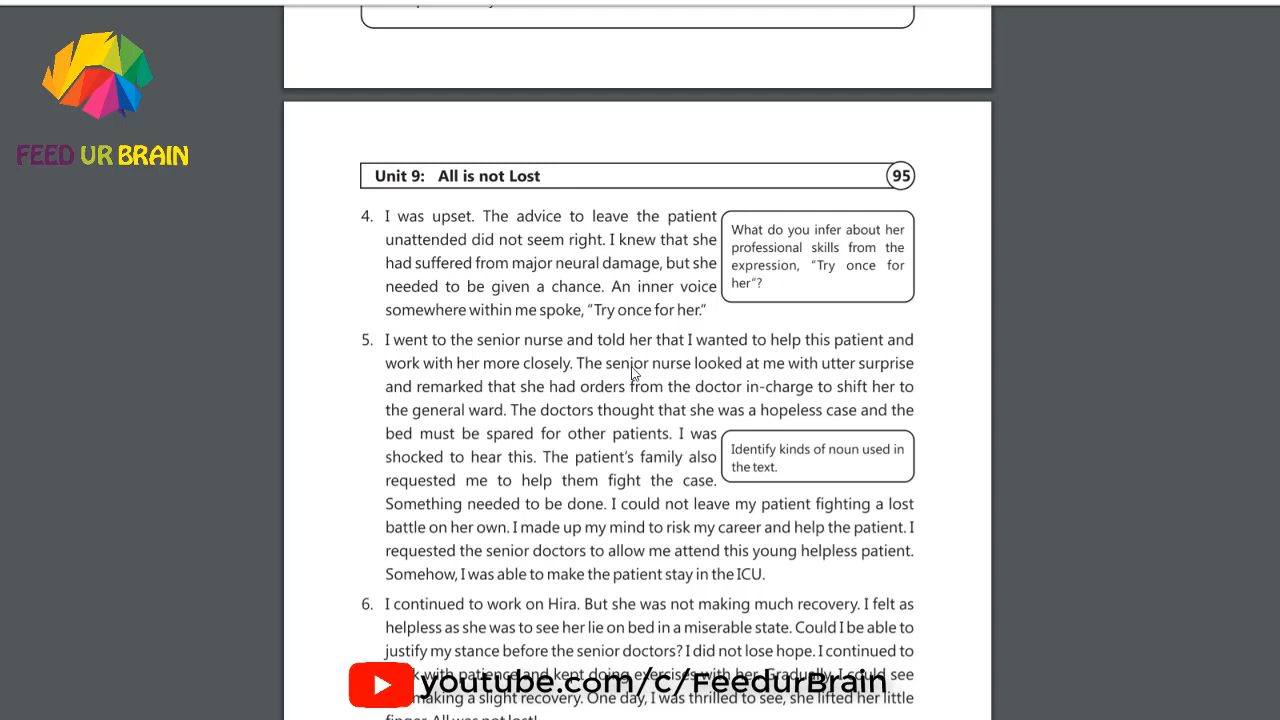 FEED UR BRAIN
Unit 9: All is not Lost
95
4. I was upset. The advice to leave the patient
unattended did not seem right. I knew that she
had suffered from major neural damage, but she
needed to be given a chance. An inner voice
somewhere within me spoke, “Try once for her.”
What do you infer about her
professional skills from the
expression, “Try once for
her”?
5. I went to the senior nurse and told her that I wanted to help this patient and
work with her more closely. The senior nurse looked at me with utter surprise
and remarked that she had orders from the doctor in-charge to shift her to
the general ward. The doctors thought that she was a hopeless case and the
bed must be spared for other patients. I was
shocked to hear this. The patient’s family also
requested me to help them fight the case.
Identify kinds of noun used in
the text.
Something needed to be done. I could not leave my patient fighting a lost
battle on her own. I made up my mind to risk my career and help the patient. I
requested the senior doctors to allow me attend this young helpless patient.
Somehow, I was able to make the patient stay in the ICU.
6. I continued to work on Hira. But she was not making much recovery. I felt as
helpless as she was to see her lie on bed in a miserable state. Could I be able to
justify my stance before the senior doctors? I did not lose hope. I continued to
with patience and kept doing exercises with her. Gradually, I could see
making a slight recovery. One day, I was thrilled to see, she lifted her little
finger. All was not lost!
youtube.com/c/FeedurBrain